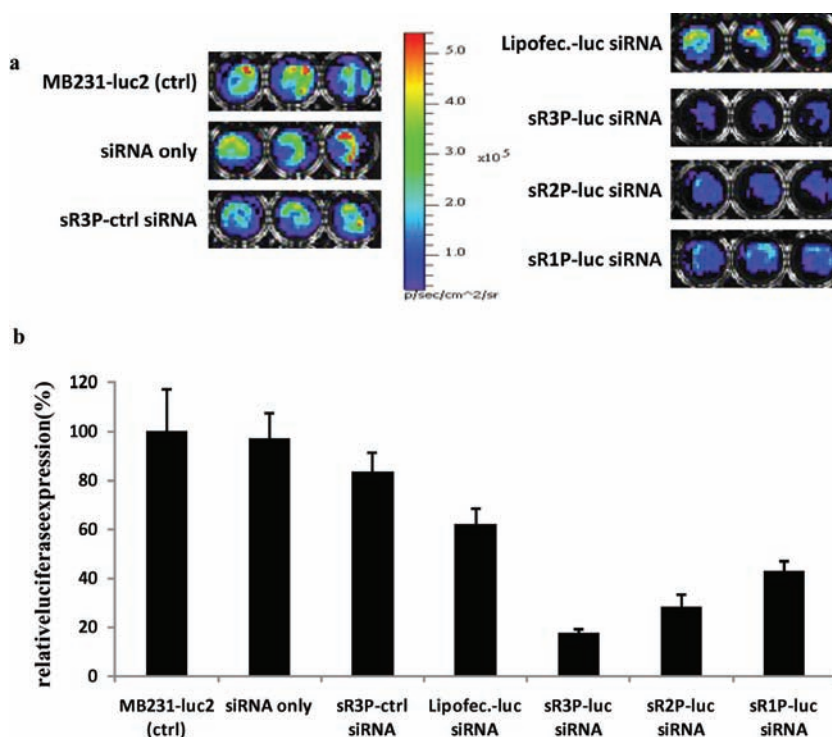 a
MB231-luc2 (ctrl)
siRNA only
sR3P-ctrl siRNA
5.0
4.0
3.0
x10^5
2.0
1.0
p/sec/cm^2/sr
Lipofec.-luc siRNA
sR3P-luc siRNA
sR2P-luc siRNA
sR1P-luc siRNA
b
relativeluciferaseexpression(%)
120
100
80
60
40
20
0
MB231-luc2
(ctrl)
siRNA only
sR3P-ctrl
siRNA
Lipofec.-luc
siRNA
sR3P-luc
siRNA
sR2P-luc
siRNA
sR1P-luc
siRNA